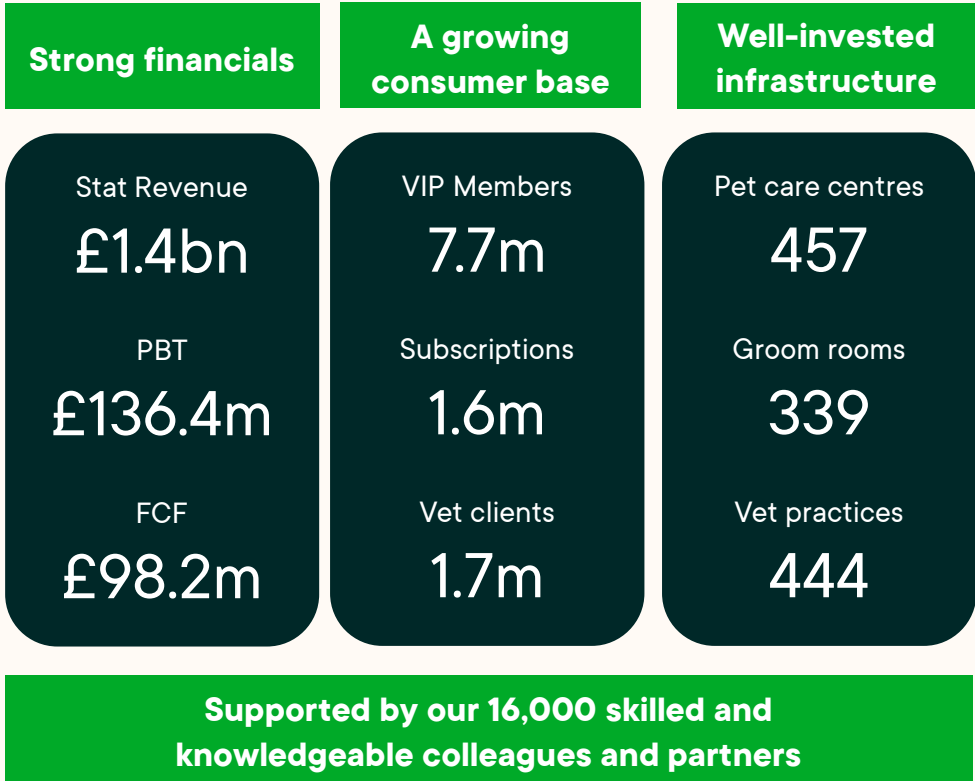 Strong financials
A growing
consumer base
Well-invested
infrastructure
Stat Revenue
£1.4bn
PBT
£136.4m
FCF
£98.2m
VIP Members
7.7m
Subscriptions
1.6m
Vet clients
1.7m
Pet care centres
457
Groom rooms
339
Vet practices
444
Supported by our 16,000 skilled and
knowledgeable colleagues and partners